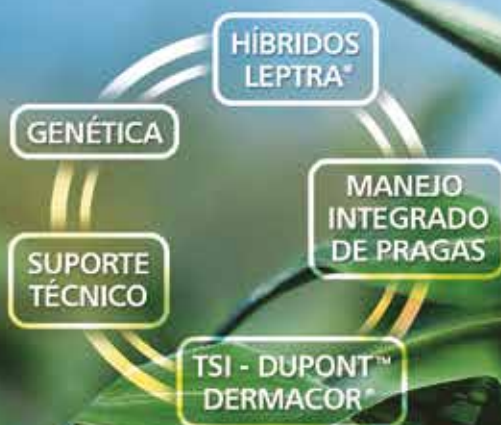 HÍBRIDOS
LEPTRA®
GENÉTICA
MANEJO
INTEGRADO
DE PRAGAS
SUPORTE
TÉCNICO
TSI - DUPONT™
DERMACOR®